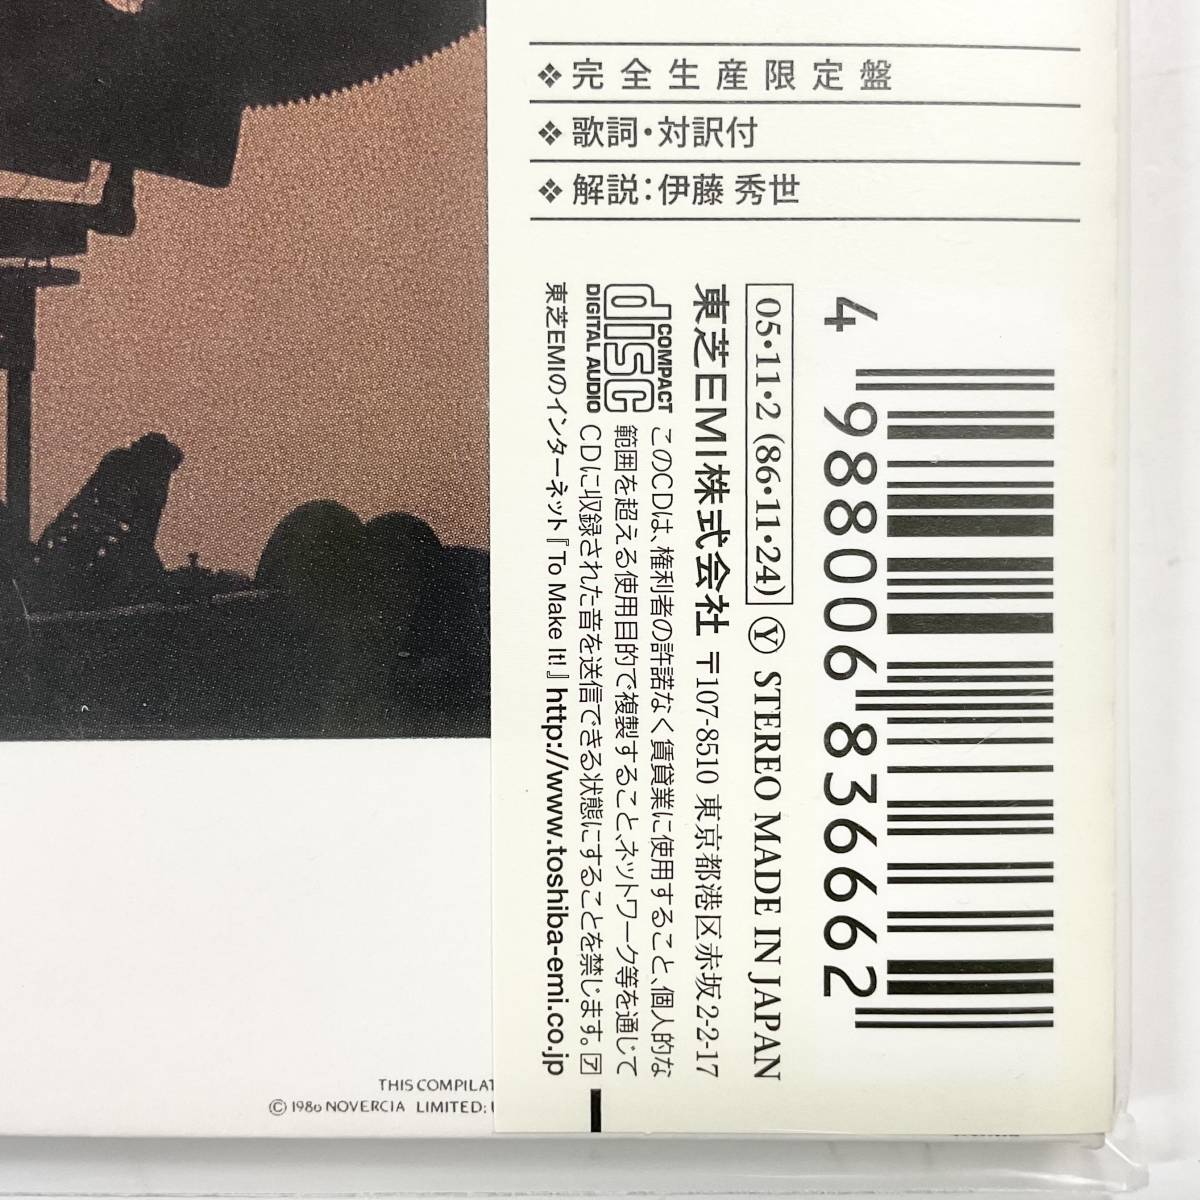 ❖完全生産限定盤
❖歌詞・対訳付
❖解説：伊藤 秀世
4 988006 836662
05・11・2 (86・11・24) Ⓨ STEREO MADE IN JAPAN
東芝EMI株式会社 〒107-8510 東京都港区赤坂2-2-17
COMPACT
disc
DIGITAL AUDIO
このCDは、権利者の許諾なく賃貸業に使用すること、個人的な
範囲を超える使用目的で複製すること、ネットワーク等を通じて
CDに収録された音を送信できる状態にすることを禁じます。ア
東芝EMIのインターネット『To Make It!』http://www.toshiba-emi.co.jp
THIS COMPILAT
© 1986 NOVERCIA LIMITED: